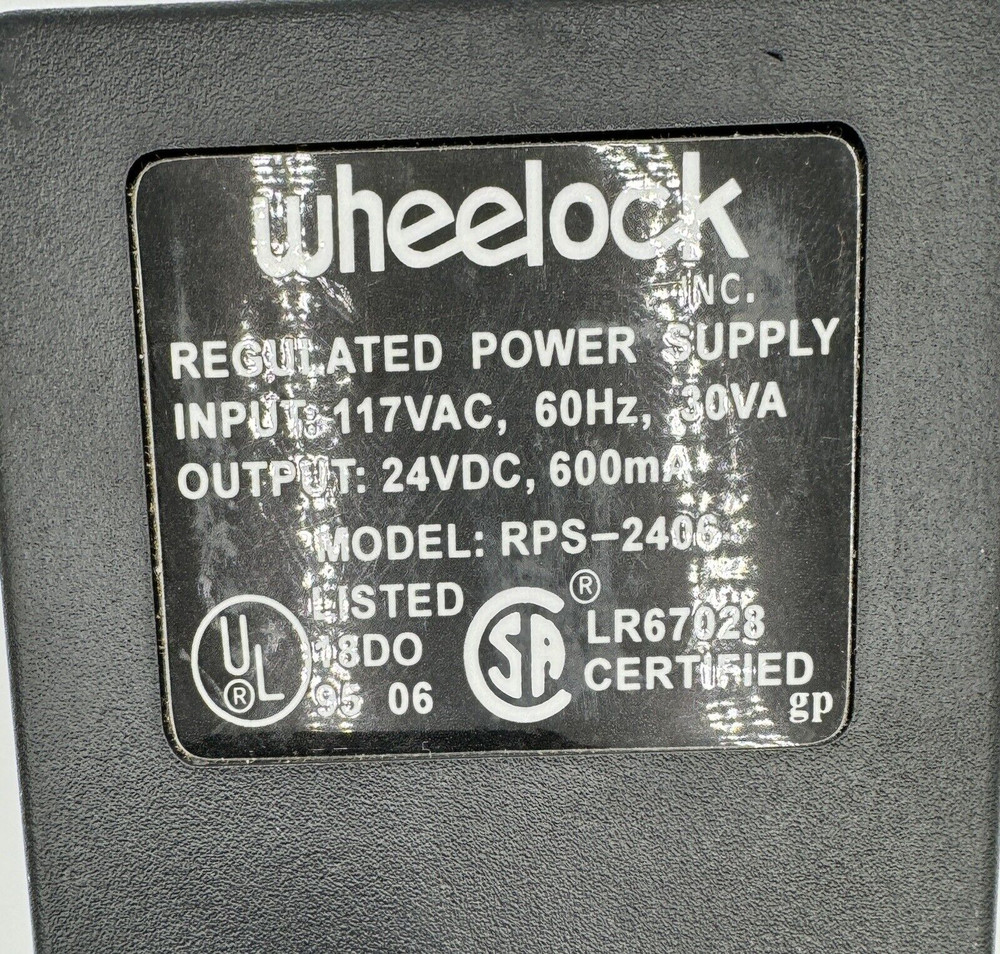 wheelock
INC.
REGULATED POWER SUPPLY
INPUT: 117VAC, 60Hz, 30VA
OUTPUT: 24VDC, 600mA
MODEL: RPS-2406
LISTED
18DO
95 06
UL
®
SA
®
LR67028
CERTIFIED
gp